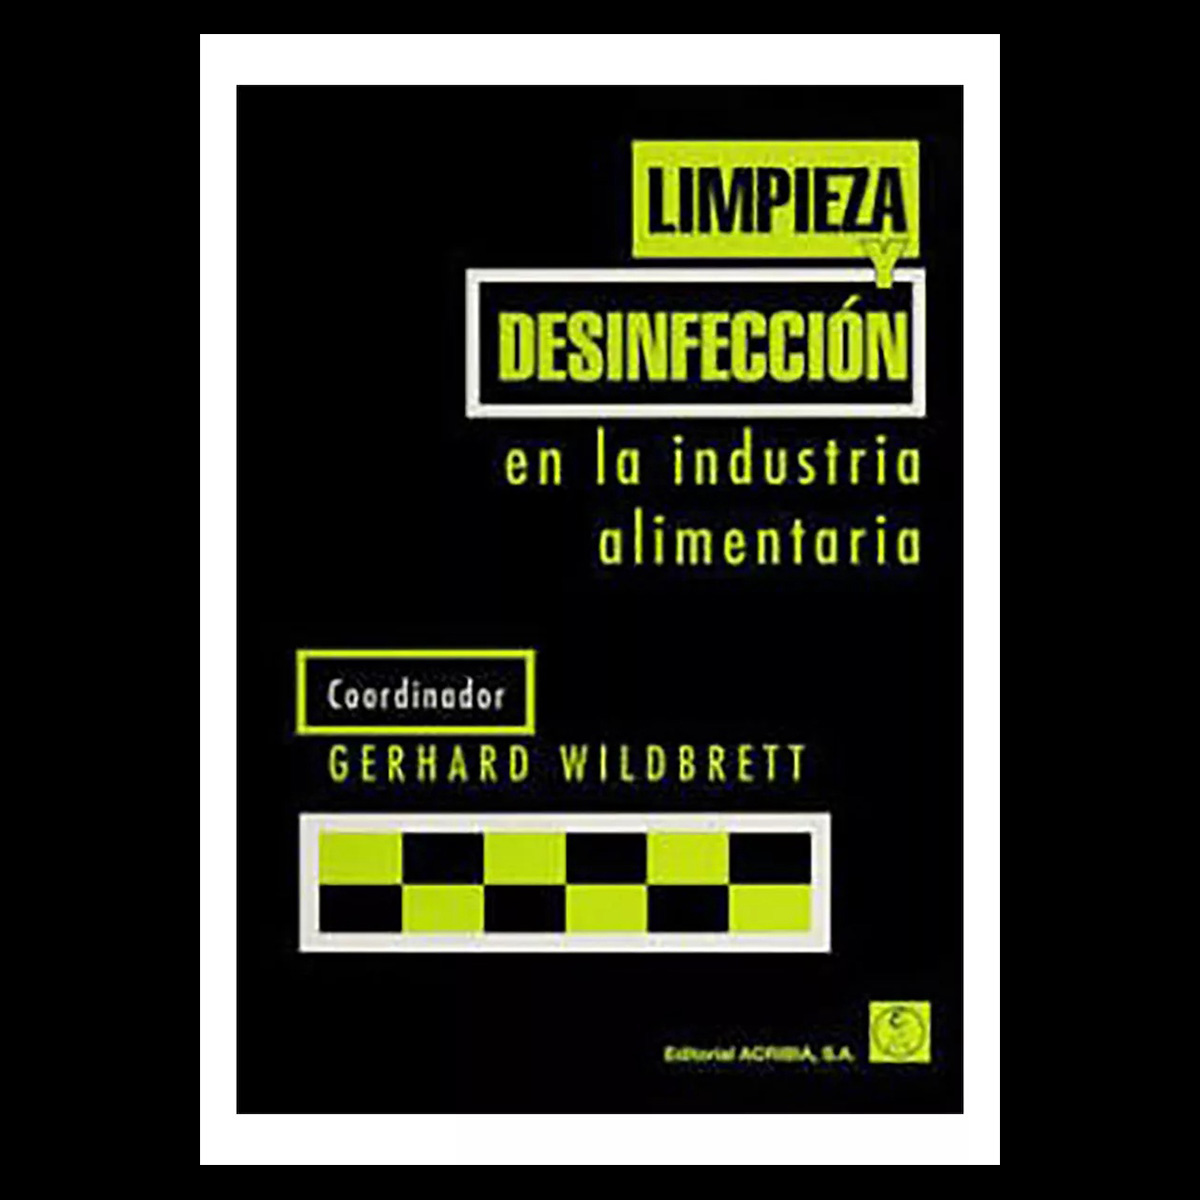 LIMPIEZA
Y
DESINFECCIÓN
en la industria
alimentaria
Coordinador
GERHARD WILDBRETT
Editorial ACRIBIA, S.A.